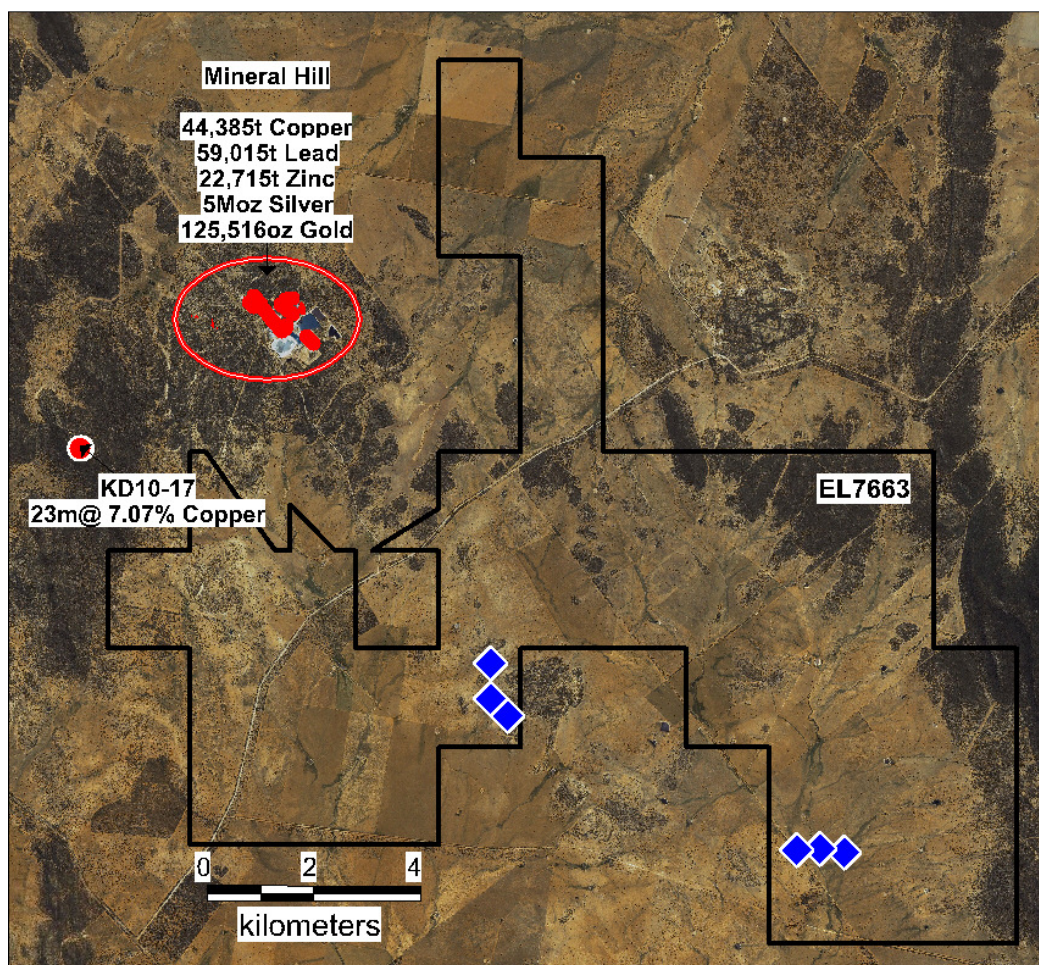 Mineral Hill
44,385t Copper
59,015t Lead
22,715t Zinc
5Moz Silver
125,516oz Gold
KD10-17
23m@ 7.07% Copper
EL7663
0 2 4
kilometers